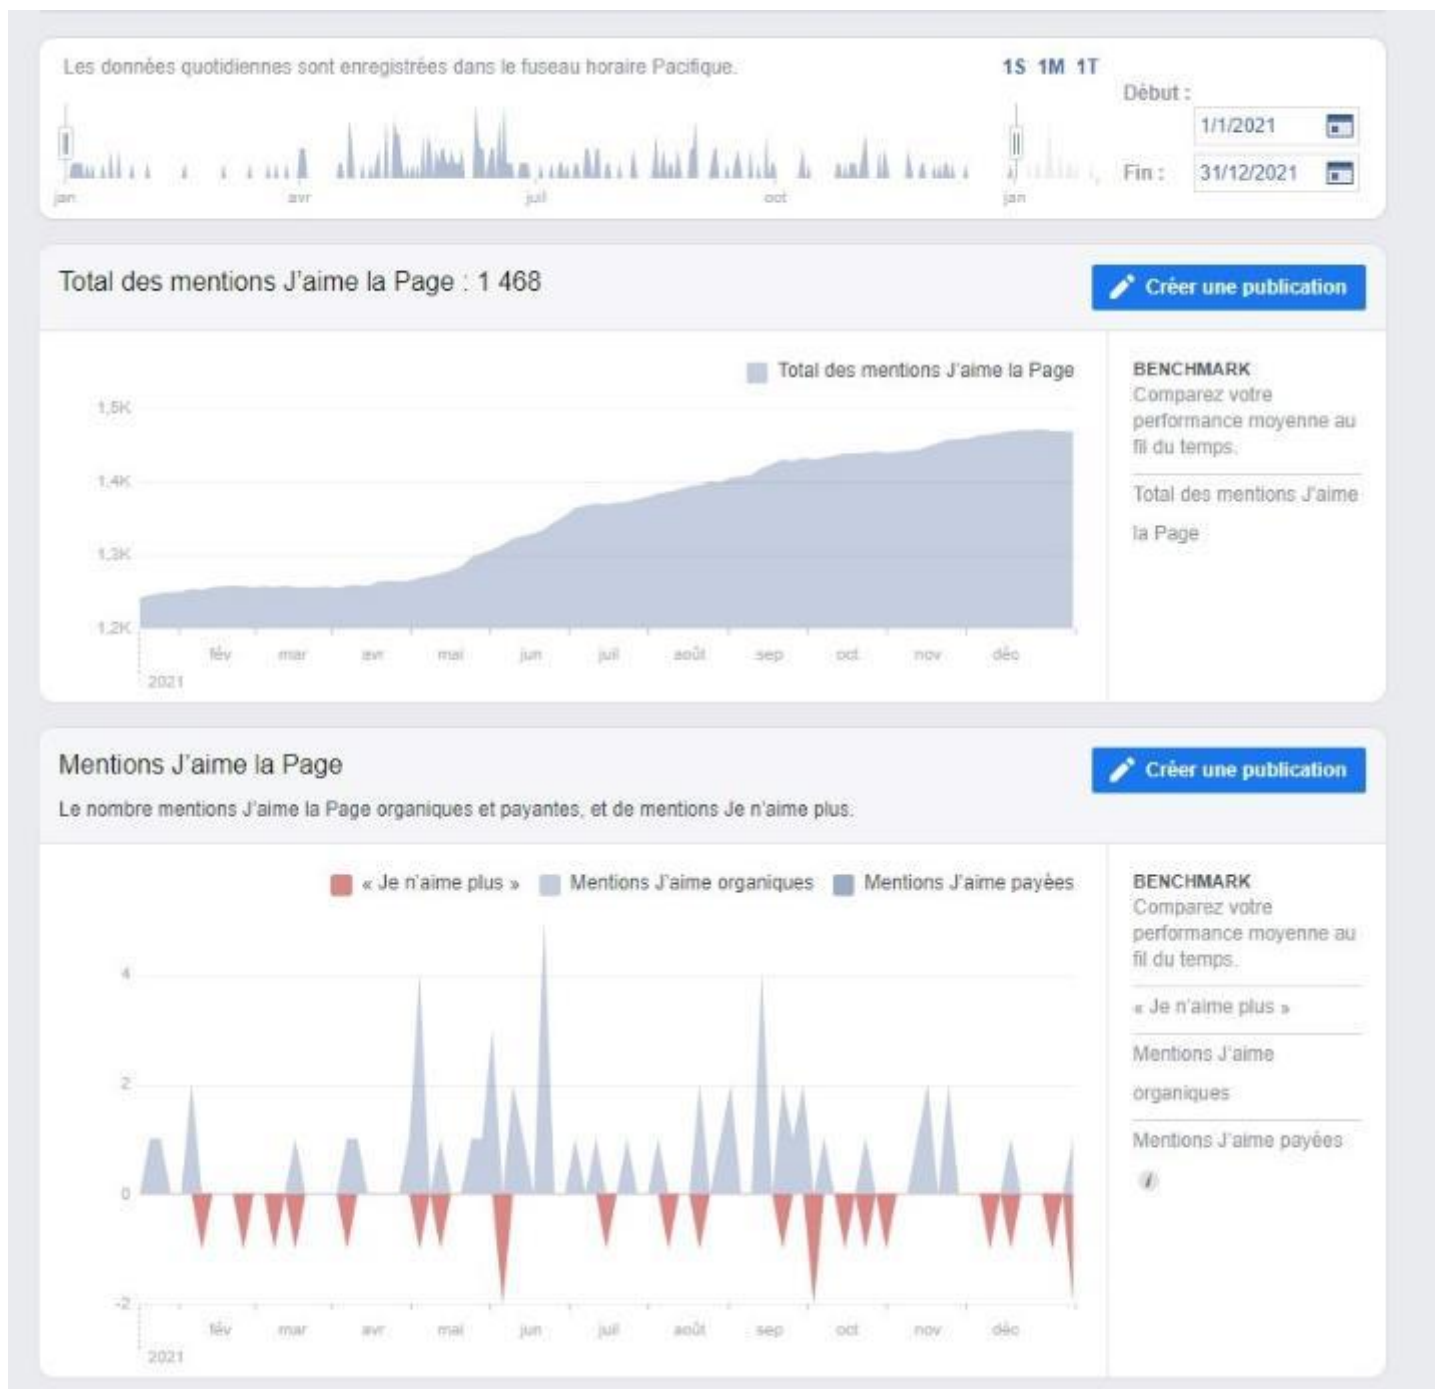 Les données quotidiennes sont enregistrées dans le fuseau horaire Pacifique.
1S 1M 1T
Début :
1/1/2021
Fin :
31/12/2021
jan
avr
juil
oct
jan
Total des mentions J'aime la Page : 1 468
Créer une publication
Total des mentions J'aime la Page
1,5K
1,4K
1,3K
1,2K
fév mar avr mai jun juil août sep oct nov déc
2021
BENCHMARK
Comparez votre
performance moyenne au
fil du temps.
Total des mentions J'aime
la Page
Mentions J'aime la Page
Le nombre mentions J'aime la Page organiques et payantes, et de mentions Je n'aime plus.
Créer une publication
« Je n'aime plus » Mentions J'aime organiques Mentions J'aime payées
4
2
0
-2
fév mar avr mai jun juil août sep oct nov déc
2021
BENCHMARK
Comparez votre
performance moyenne au
fil du temps.
« Je n'aime plus »
Mentions J'aime
organiques
Mentions J'aime payées
i